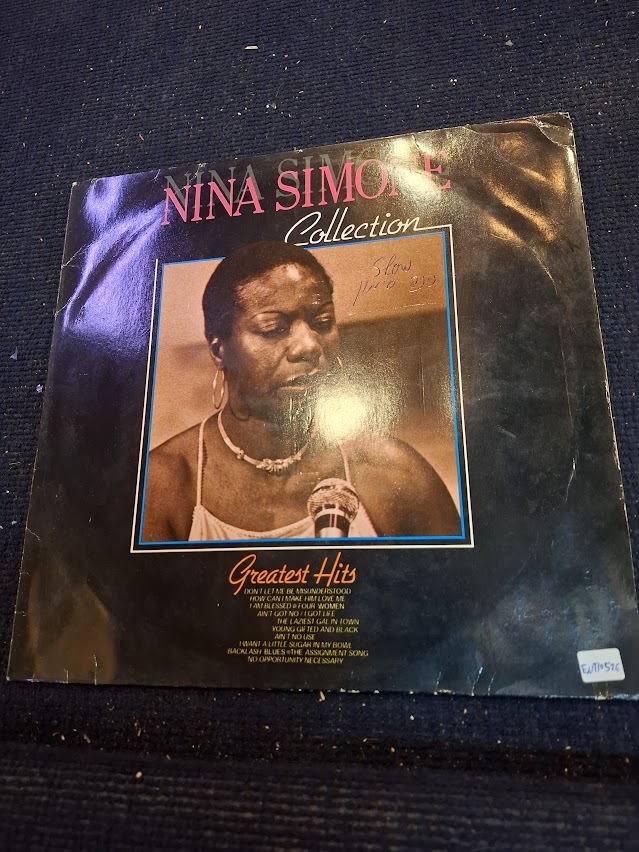 NINA SIMONE
Collection
Slow
Greatest Hits
DON'T LET ME BE MISUNDERSTOOD
HOW CAN I MAKE HIM LOVE ME
I AM BLESSED FOUR WOMEN
AIN'T GOT NO / I GOT LIFE
THE LAZIEST GAL IN TOWN
YOUNG GIFTED AND BLACK
AIN'T NO USE
I WANT A LITTLE SUGAR IN MY BOWL
BACKLASH BLUES THE ASSIGNMENT SONG
NO OPPORTUNITY NECESSARY